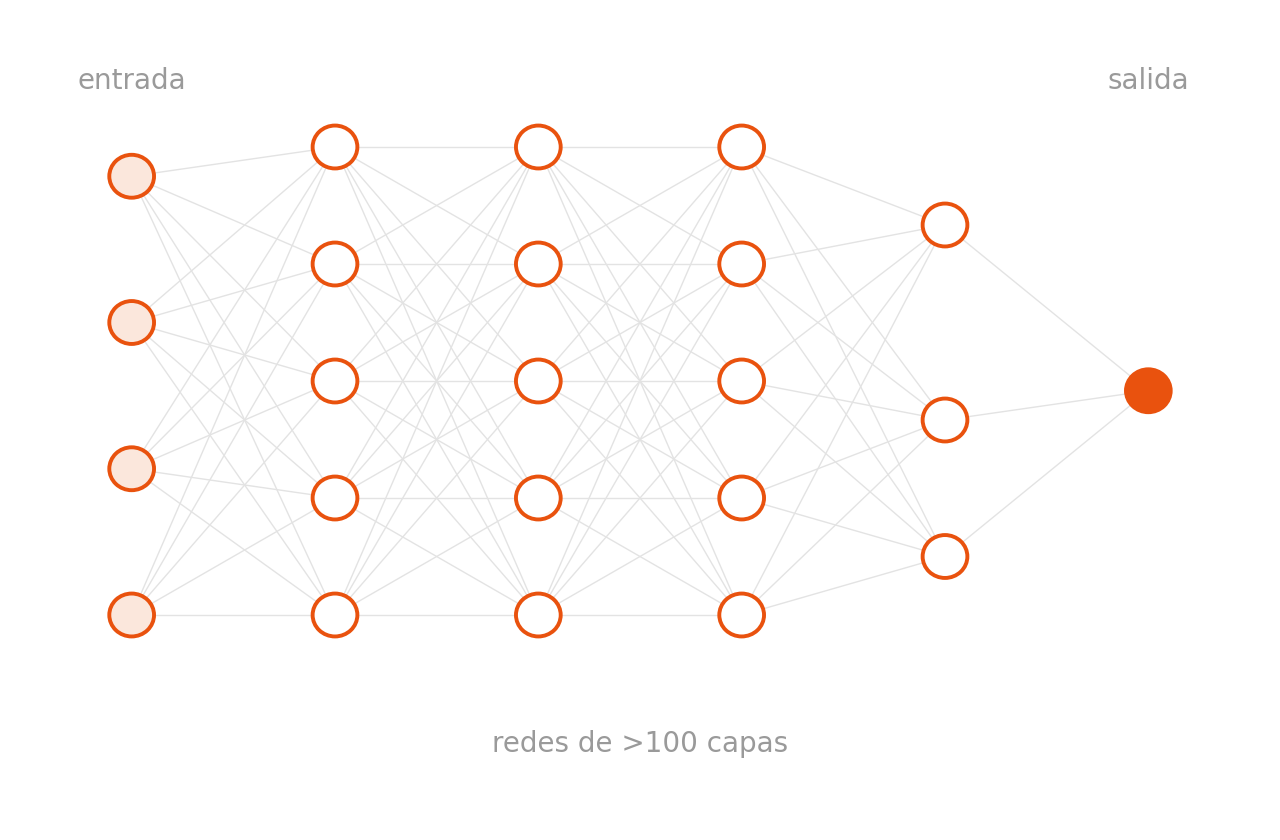 entrada
salida
redes de >100 capas